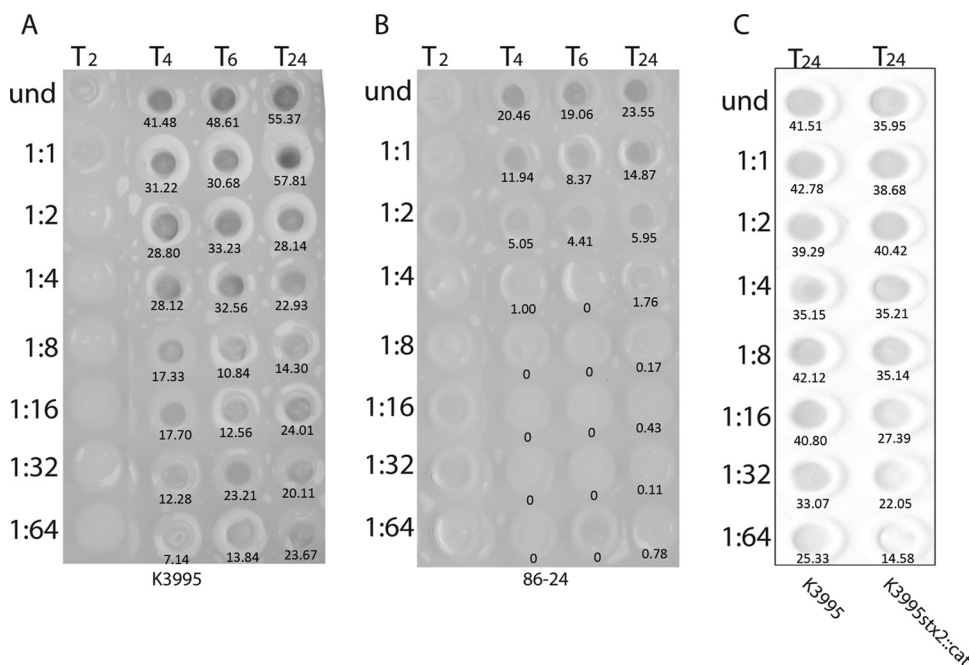 A
T2 T4 T6 T24
und
41.48 48.61 55.37
1:1
31.22 30.68 57.81
1:2
28.80 33.23 28.14
1:4
28.12 32.56 22.93
1:8
17.33 10.84 14.30
1:16
17.70 12.56 24.01
1:32
12.28 23.21 20.11
1:64
7.14 13.84 23.67
K3995
B
T2 T4 T6 T24
und
20.46 19.06 23.55
1:1
11.94 8.37 14.87
1:2
5.05 4.41 5.95
1:4
1.00 0 1.76
1:8
0 0 0.17
1:16
0 0 0.43
1:32
0 0 0.11
1:64
0 0 0.78
86-24
C
T24 T24
und
41.51 35.95
1:1
42.78 38.68
1:2
39.29 40.42
1:4
35.15 35.21
1:8
42.12 35.14
1:16
40.80 27.39
1:32
33.07 22.05
1:64
25.33 14.58
K3995
K3995stx2::cat